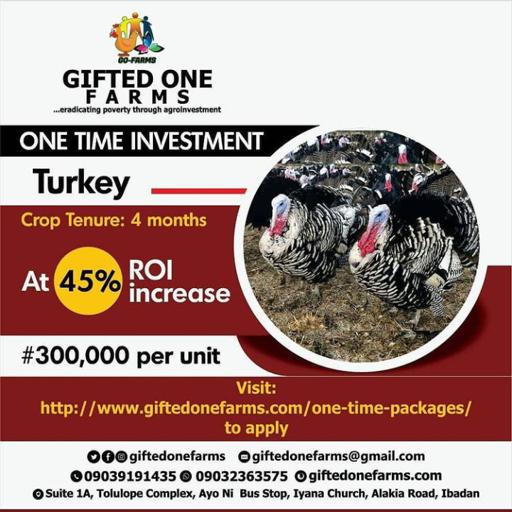 GO-FARMS
GIFTED ONE
FARMS
...eradicating poverty through agroinvestment
ONE TIME INVESTMENT
Turkey
Crop Tenure: 4 months
At 45% ROI increase
#300,000 per unit
Visit:
http://www.giftedonefarms.com/one-time-packages/
to apply
giftedonefarms giftedonefarms@gmail.com
09039191435 09032363575 giftedonefarms.com
Suite 1A, Tolulope Complex, Ayo Ni Bus Stop, Iyana Church, Alakia Road, Ibadan